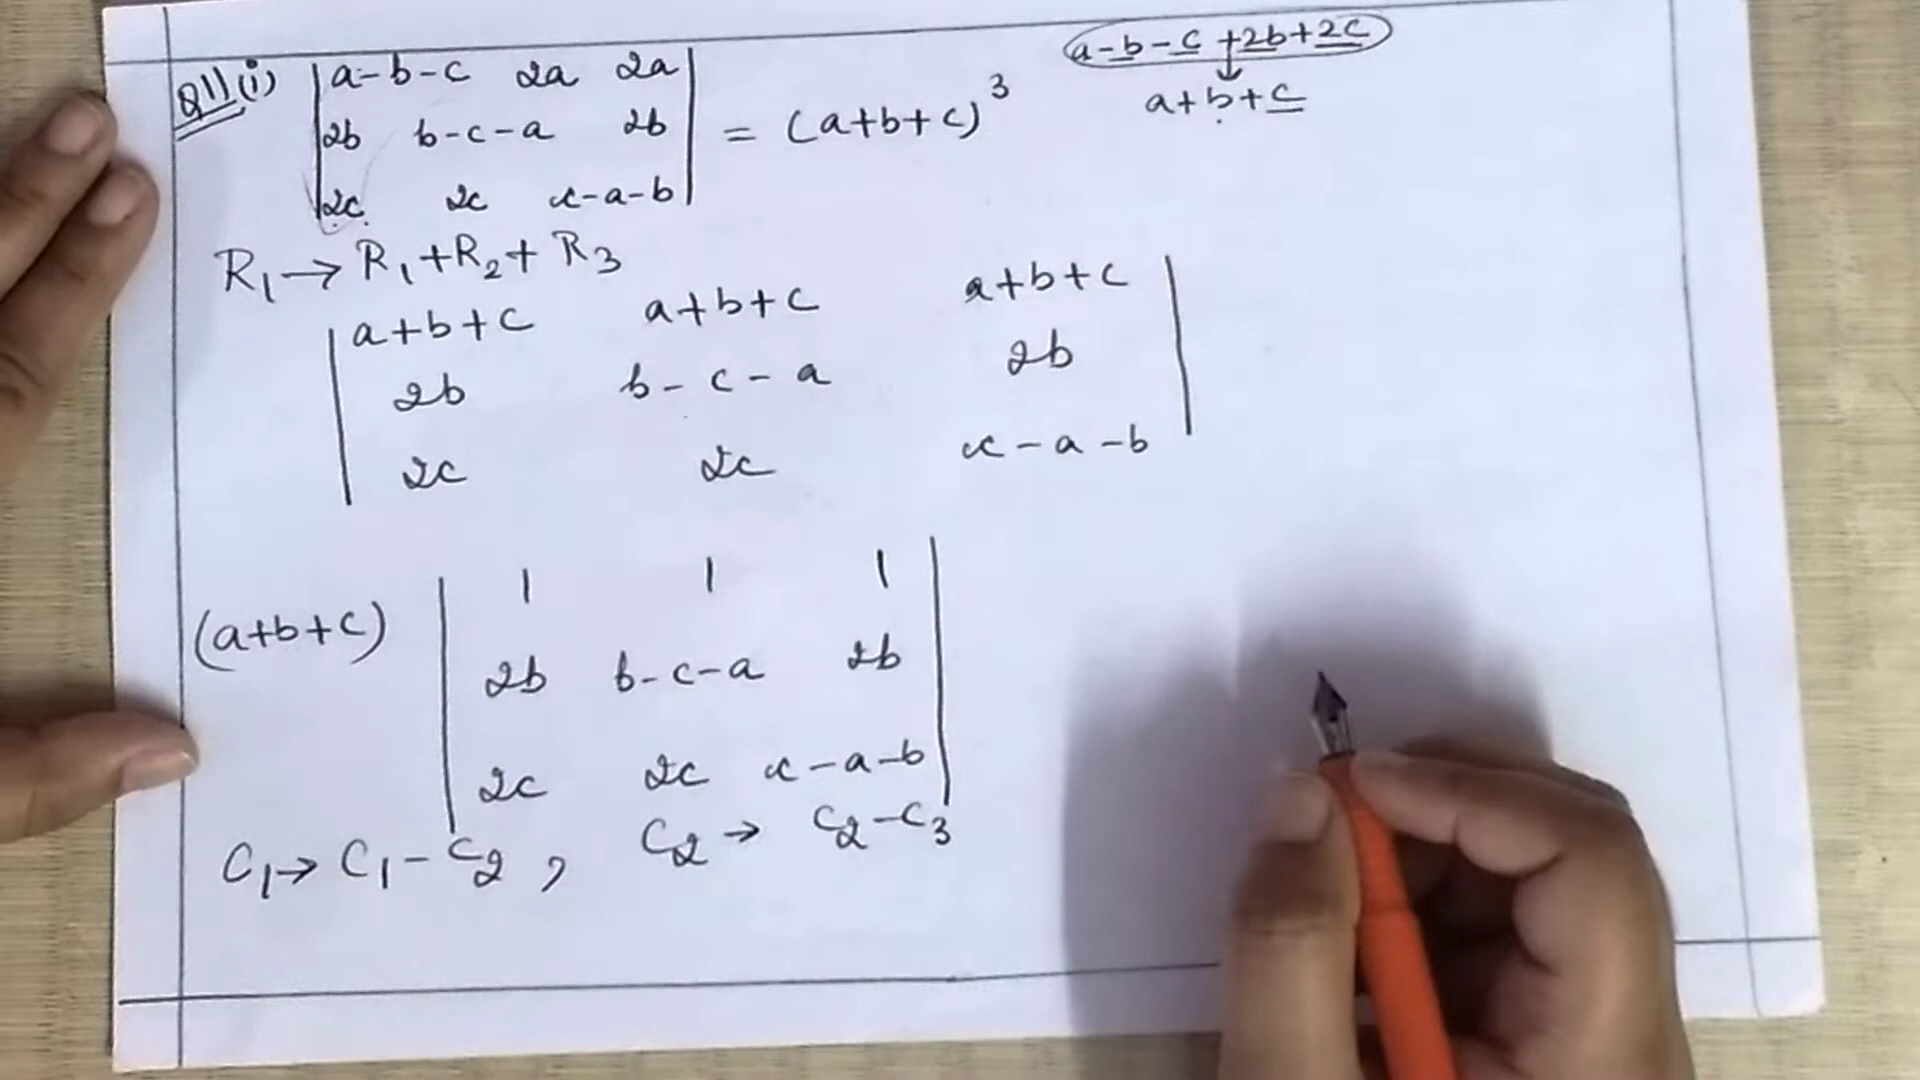 Q11(i) | a-b-c 2a 2a |
| 2b b-c-a 2b | = (a+b+c)³
| 2c 2c c-a-b |
a-b-c+2b+2c
↓
a+b+c
R₁→R₁+R₂+R₃
| a+b+c a+b+c a+b+c |
| 2b b-c-a 2b |
| 2c 2c c-a-b |
| 1 1 1 |
(a+b+c) | 2b b-c-a 2b |
| 2c 2c c-a-b |
C₁→C₁-C₂, C₂→C₂-C₃